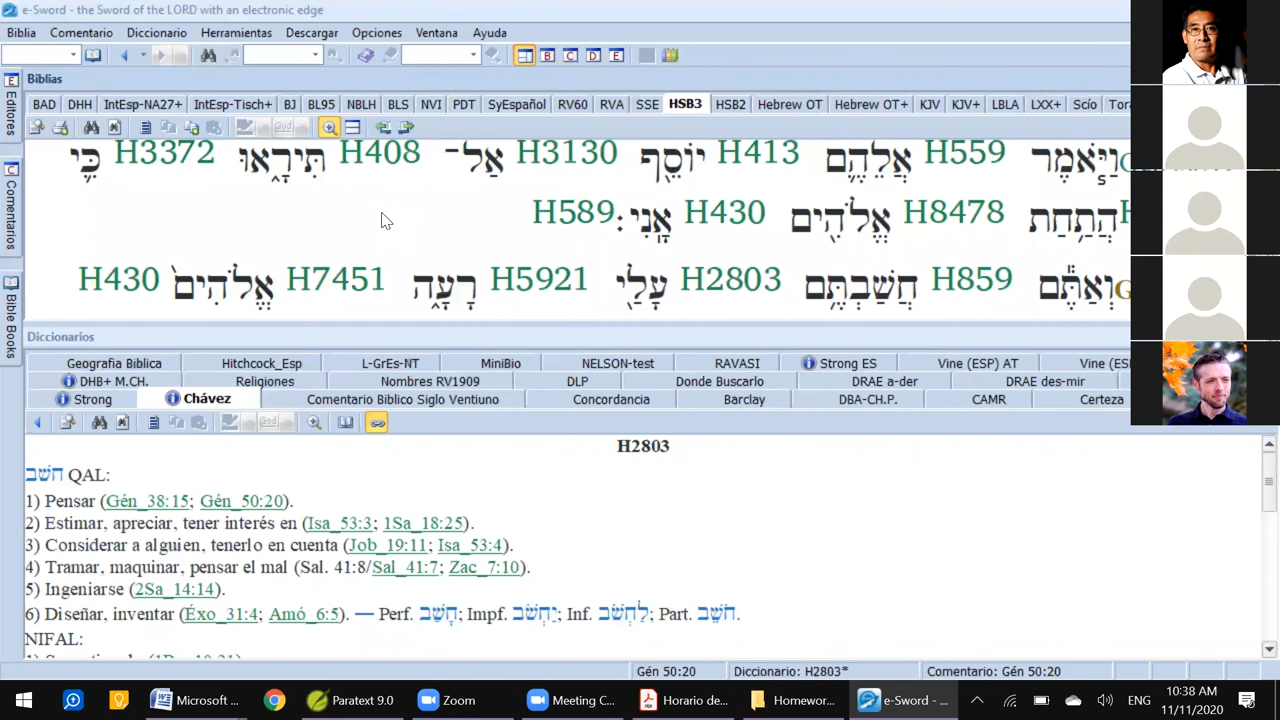 e-Sword - the Sword of the LORD with an electronic edge
Biblia Comentario Diccionario Herramientas Descargar Opciones Ventana Ayuda
B C D E
Biblias
BAD DHH IntEsp-NA27+ IntEsp-Tisch+ BJ BL95 NBLH BLS NVI PDT SyEspañol RV60 RVA SSE HSB3 HSB2 Hebrew OT Hebrew OT+ KJV KJV+ LBLA LXX+ Scío
E Editores
Comentarios
Bible Books
וַיֹּ֧אמֶר H559 אֲלֵהֶ֛ם H413 יוֹסֵ֖ף H3130 אַל־ H408 תִּירָ֑אוּ H3372 כִּ֛י
הֲתַ֥חַת H8478 אֱלֹהִ֖ים H430 אָֽנִי׃ H589
וְאַתֶּ֕ם H859 חֲשַׁבְתֶּ֥ם H2803 עָלַ֖י H5921 רָעָ֑ה H7451 אֱלֹהִים֙ H430
Diccionarios
Geografia Biblica Hitchcock_Esp L-GrEs-NT MiniBio NELSON-test RAVASI Strong ES Vine (ESP) AT
DHB+ M.CH. Religiones Nombres RV1909 DLP Donde Buscarlo DRAE a-der DRAE des-mir
Strong Chávez Comentario Biblico Siglo Ventiuno Concordancia Barclay DBA-CH.P. CAMR Certeza
H2803
חשׁב QAL:
1) Pensar (Gén_38:15; Gén_50:20).
2) Estimar, apreciar, tener interés en (Isa_53:3; 1Sa_18:25).
3) Considerar a alguien, tenerlo en cuenta (Job_19:11; Isa_53:4).
4) Tramar, maquinar, pensar el mal (Sal. 41:8/Sal_41:7; Zac_7:10).
5) Ingeniarse (2Sa_14:14).
6) Diseñar, inventar (Éxo_31:4; Amó_6:5). — Perf. חָשַׁב; Impf. יַחְשֹׁב; Inf. לַחְשֹׁב; Part. חֹשֵׁב.
NIFAL:
Gén 50:20 Diccionario: H2803* Comentario: Gén 50:20
Microsoft ... Paratext 9.0 Zoom Meeting C... Horario de... Homewor... e-Sword - ... ENG 10:38 AM
11/11/2020